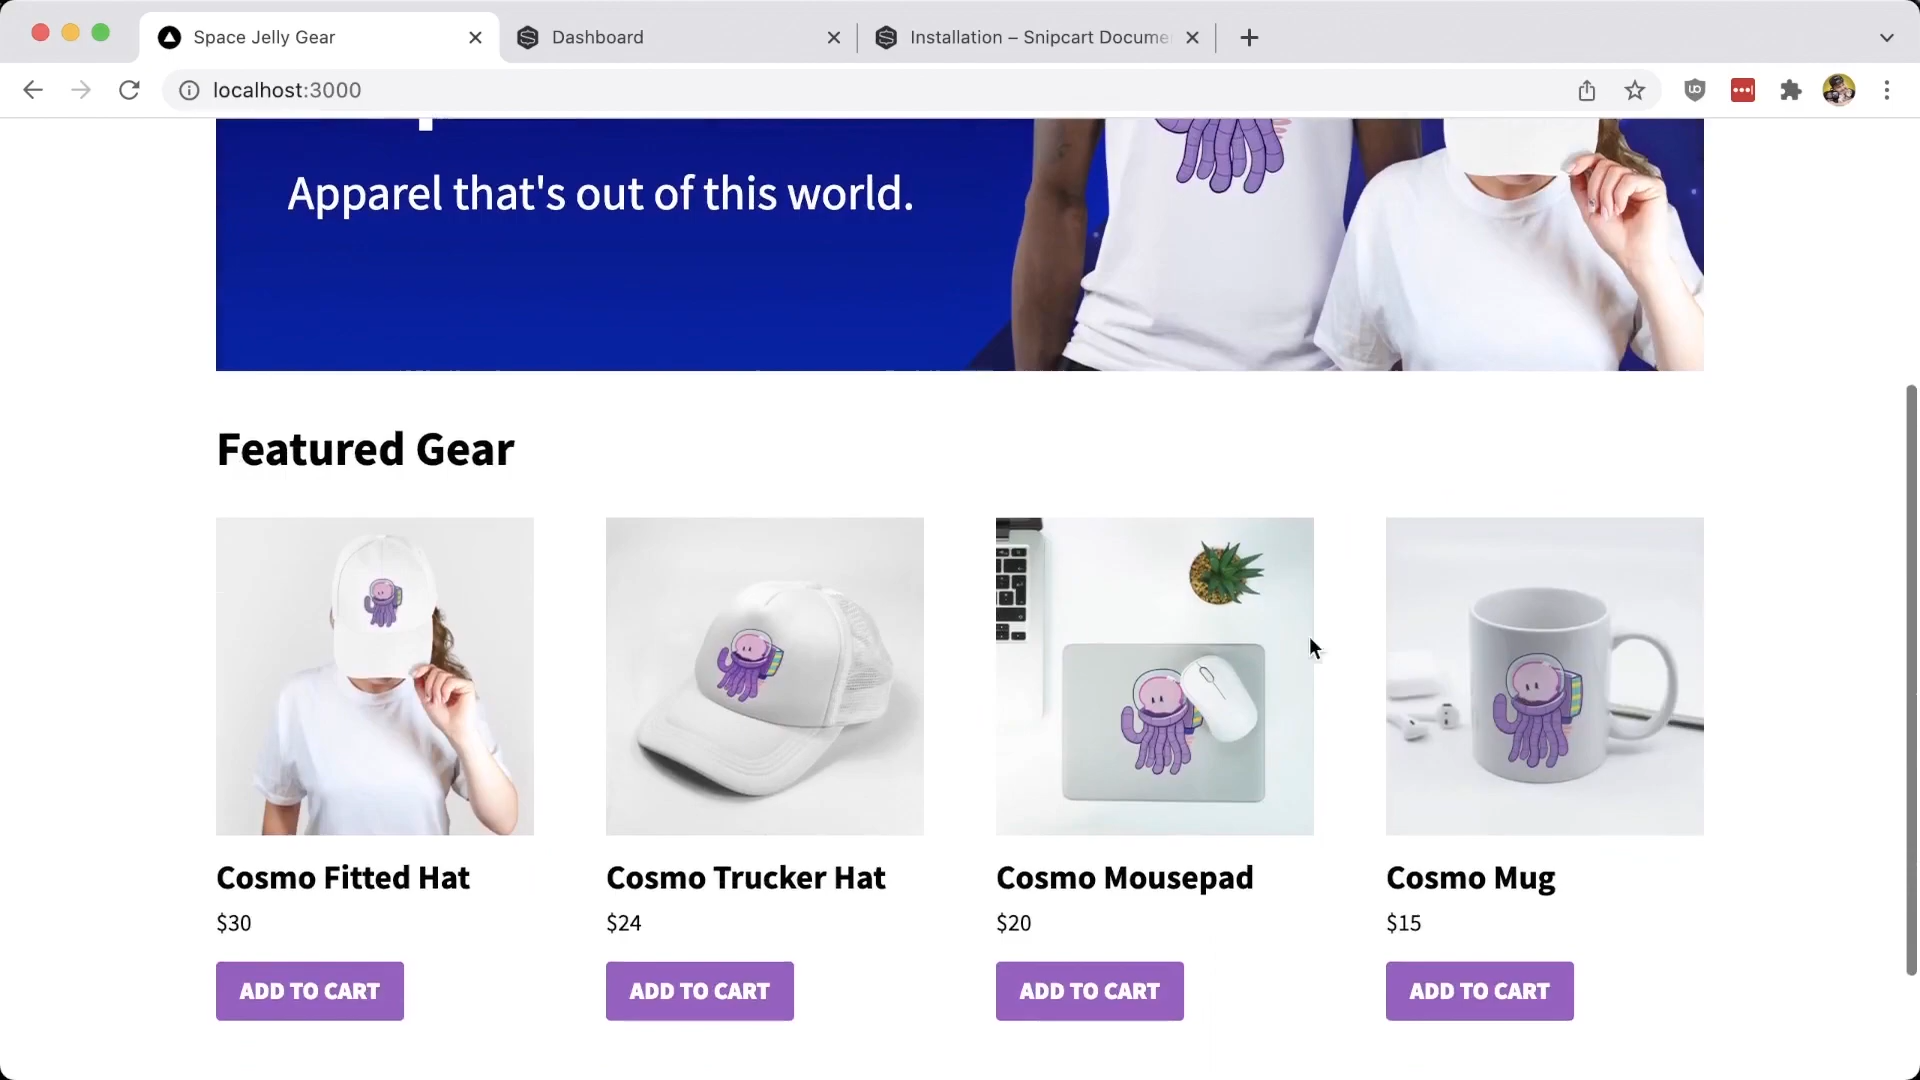 Space Jelly Gear
Dashboard
Installation – Snipcart Docume
localhost:3000
Apparel that's out of this world.
Featured Gear
Cosmo Fitted Hat
$30
ADD TO CART
Cosmo Trucker Hat
$24
ADD TO CART
Cosmo Mousepad
$20
ADD TO CART
Cosmo Mug
$15
ADD TO CART